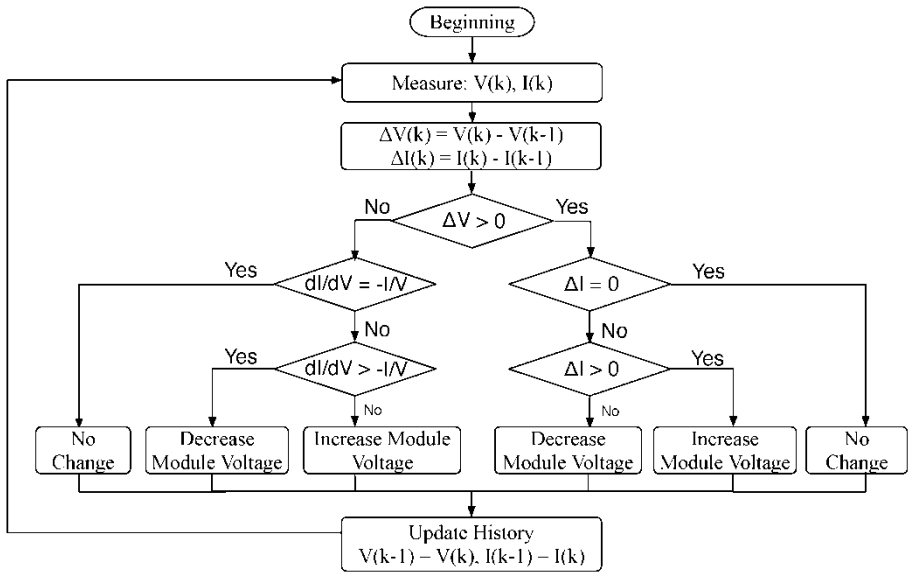 Beginning
Measure: V(k), I(k)
ΔV(k) = V(k) - V(k-1)
ΔI(k) = I(k) - I(k-1)
No
ΔV > 0
Yes
Yes
dI/dV = -I/V
ΔI = 0
Yes
No
No
Yes
dI/dV > -I/V
ΔI > 0
Yes
No
No
No
Change
Decrease
Module Voltage
Increase Module
Voltage
Decrease
Module Voltage
Increase
Module Voltage
No
Change
Update History
V(k-1) = V(k), I(k-1) = I(k)